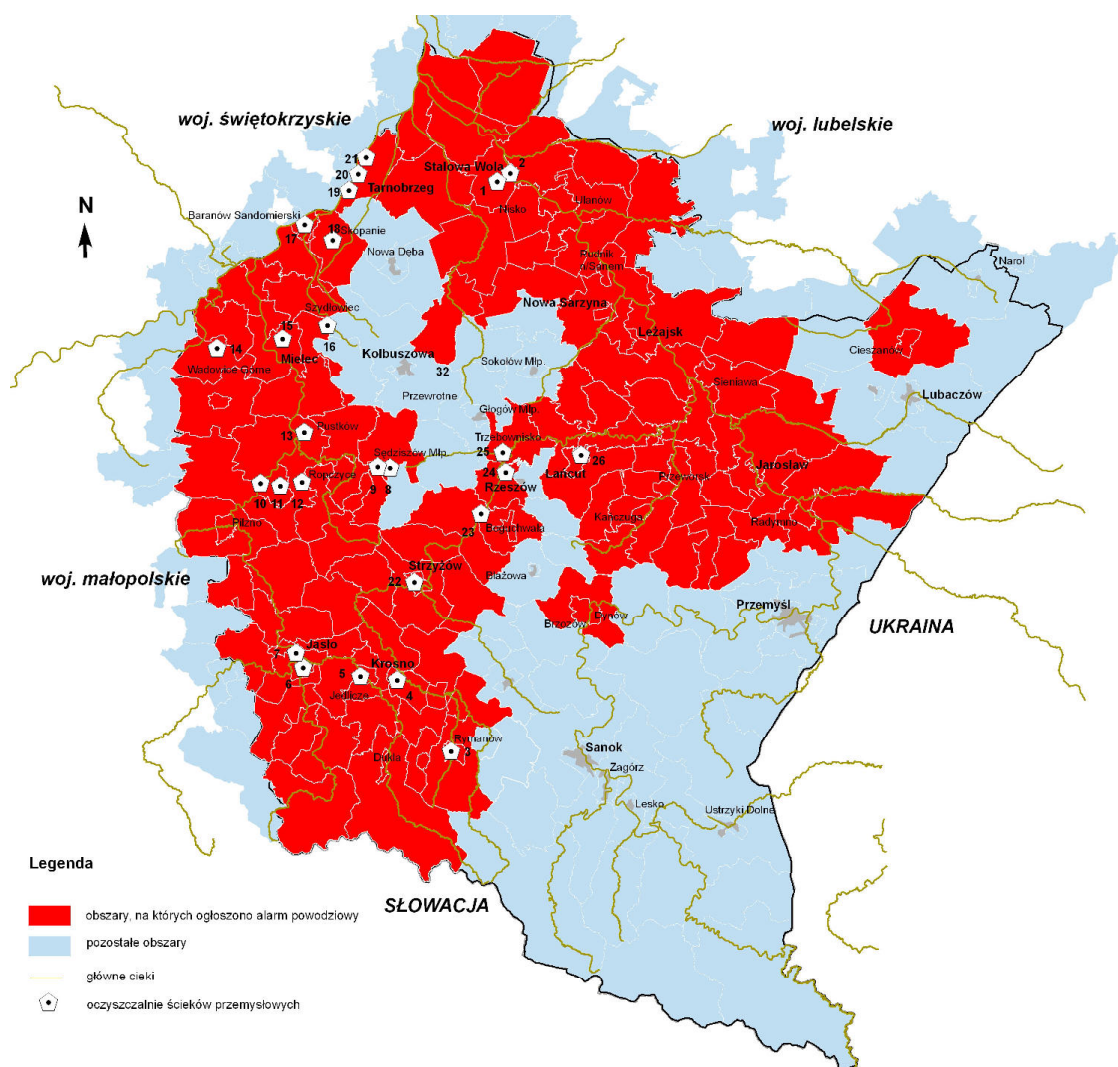 woj. świętokrzyskie
woj. lubelskie
21
20
19
Tarnobrzeg
Stalowa Wola
2
1
Nisko
Ulanów
N
Baranów Sandomierski
17
18
Skopanie
Nowa Dęba
Rudnik
n/Sanem
Narol
Szydłowiec
16
15
Mielec
14
Wadowice Górne
Nowa Sarzyna
Leżajsk
Kolbuszowa
32
Sokołów Młp.
Cieszanów
Lubaczów
Sieniawa
Przewrotne
Głogów Młp.
13
Pustków
Sędziszów Młp.
Trzebownisko
25
24
Rzeszów
Łańcut
26
Przeworsk
Jarosław
9
8
Ropczyce
10
11
12
Pilzno
23
Boguchwała
Kańczuga
Radymno
woj. małopolskie
Strzyżów
22
Błażowa
Brzozów
Dynów
Przemyśl
UKRAINA
7
Jasło
6
5
Krosno
4
Jedlicze
Rymanów
3
Dukla
Sanok
Zagórz
Lesko
Ustrzyki Dolne
SŁOWACJA
Legenda
obszary, na których ogłoszono alarm powodziowy
pozostałe obszary
główne cieki
oczyszczalnie ścieków przemysłowych